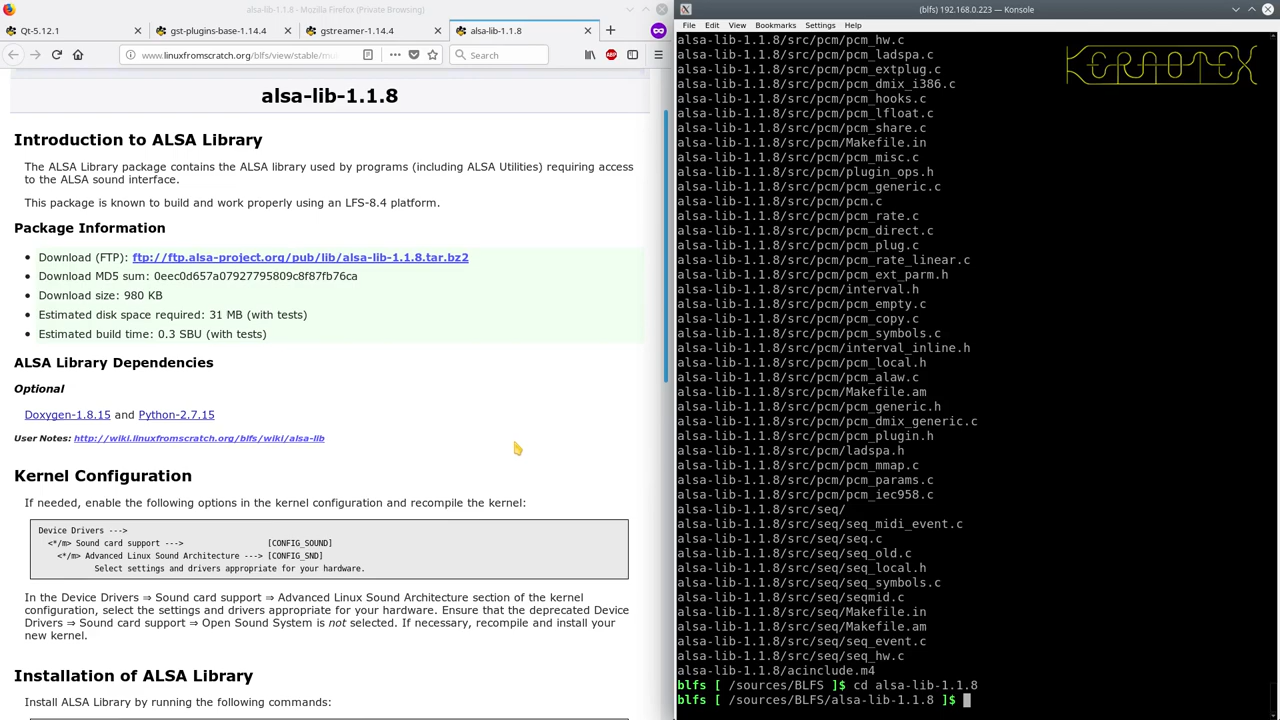 alsa-lib-1.1.8 - Mozilla Firefox (Private Browsing)
Qt-5.12.1
gst-plugins-base-1.14.4
gstreamer-1.14.4
alsa-lib-1.1.8
www.linuxfromscratch.org/blfs/view/stable/mu
Search
alsa-lib-1.1.8
Introduction to ALSA Library
The ALSA Library package contains the ALSA library used by programs (including ALSA Utilities) requiring access
to the ALSA sound interface.
This package is known to build and work properly using an LFS-8.4 platform.
Package Information
• Download (FTP): ftp://ftp.alsa-project.org/pub/lib/alsa-lib-1.1.8.tar.bz2
• Download MD5 sum: 0eec0d657a07927795809c8f87fb76ca
• Download size: 980 KB
• Estimated disk space required: 31 MB (with tests)
• Estimated build time: 0.3 SBU (with tests)
ALSA Library Dependencies
Optional
Doxygen-1.8.15 and Python-2.7.15
User Notes: http://wiki.linuxfromscratch.org/blfs/wiki/alsa-lib
Kernel Configuration
If needed, enable the following options in the kernel configuration and recompile the kernel:
Device Drivers --->
<*/m> Sound card support ---> [CONFIG_SOUND]
<*/m> Advanced Linux Sound Architecture ---> [CONFIG_SND]
Select settings and drivers appropriate for your hardware.
In the Device Drivers ⇒ Sound card support ⇒ Advanced Linux Sound Architecture section of the kernel
configuration, select the settings and drivers appropriate for your hardware. Ensure that the deprecated Device
Drivers ⇒ Sound card support ⇒ Open Sound System is not selected. If necessary, recompile and install your
new kernel.
Installation of ALSA Library
Install ALSA Library by running the following commands:
(blfs) 192.168.0.223 — Konsole
File Edit View Bookmarks Settings Help
KERNOTEX
alsa-lib-1.1.8/src/pcm/pcm_hw.c
alsa-lib-1.1.8/src/pcm/pcm_ladspa.c
alsa-lib-1.1.8/src/pcm/pcm_extplug.c
alsa-lib-1.1.8/src/pcm/pcm_dmix_i386.c
alsa-lib-1.1.8/src/pcm/pcm_hooks.c
alsa-lib-1.1.8/src/pcm/pcm_lfloat.c
alsa-lib-1.1.8/src/pcm/pcm_share.c
alsa-lib-1.1.8/src/pcm/Makefile.in
alsa-lib-1.1.8/src/pcm/pcm_misc.c
alsa-lib-1.1.8/src/pcm/plugin_ops.h
alsa-lib-1.1.8/src/pcm/pcm_generic.c
alsa-lib-1.1.8/src/pcm/pcm.c
alsa-lib-1.1.8/src/pcm/pcm_rate.c
alsa-lib-1.1.8/src/pcm/pcm_direct.c
alsa-lib-1.1.8/src/pcm/pcm_plug.c
alsa-lib-1.1.8/src/pcm/pcm_rate_linear.c
alsa-lib-1.1.8/src/pcm/pcm_ext_parm.h
alsa-lib-1.1.8/src/pcm/interval.h
alsa-lib-1.1.8/src/pcm/pcm_empty.c
alsa-lib-1.1.8/src/pcm/pcm_copy.c
alsa-lib-1.1.8/src/pcm/pcm_symbols.c
alsa-lib-1.1.8/src/pcm/interval_inline.h
alsa-lib-1.1.8/src/pcm/pcm_local.h
alsa-lib-1.1.8/src/pcm/pcm_alaw.c
alsa-lib-1.1.8/src/pcm/Makefile.am
alsa-lib-1.1.8/src/pcm/pcm_generic.h
alsa-lib-1.1.8/src/pcm/pcm_dmix_generic.c
alsa-lib-1.1.8/src/pcm/pcm_plugin.h
alsa-lib-1.1.8/src/pcm/ladspa.h
alsa-lib-1.1.8/src/pcm/pcm_mmap.c
alsa-lib-1.1.8/src/pcm/pcm_params.c
alsa-lib-1.1.8/src/pcm/pcm_iec958.c
alsa-lib-1.1.8/src/seq/
alsa-lib-1.1.8/src/seq/seq_midi_event.c
alsa-lib-1.1.8/src/seq/seq.c
alsa-lib-1.1.8/src/seq/seq_old.c
alsa-lib-1.1.8/src/seq/seq_local.h
alsa-lib-1.1.8/src/seq/seq_symbols.c
alsa-lib-1.1.8/src/seq/seqmid.c
alsa-lib-1.1.8/src/seq/Makefile.in
alsa-lib-1.1.8/src/seq/Makefile.am
alsa-lib-1.1.8/src/seq/seq_event.c
alsa-lib-1.1.8/src/seq/seq_hw.c
alsa-lib-1.1.8/acinclude.m4
blfs [ /sources/BLFS ]$ cd alsa-lib-1.1.8
blfs [ /sources/BLFS/alsa-lib-1.1.8 ]$